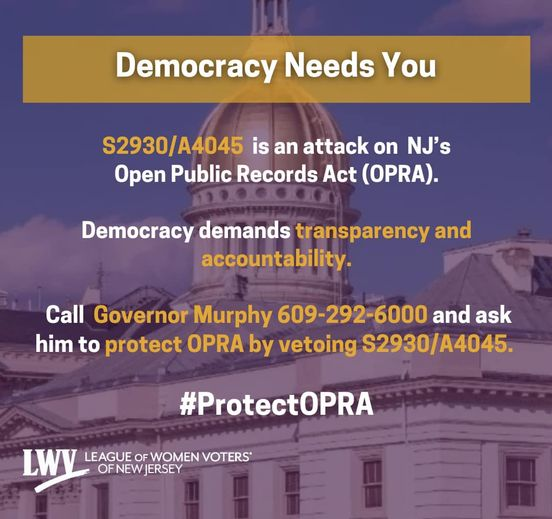 Democracy Needs You
S2930/A4045 is an attack on NJ's
Open Public Records Act (OPRA).
Democracy demands transparency and
accountability.
Call Governor Murphy 609-292-6000 and ask
him to protect OPRA by vetoing S2930/A4045.
#ProtectOPRA
LWV LEAGUE OF WOMEN VOTERS®
OF NEW JERSEY